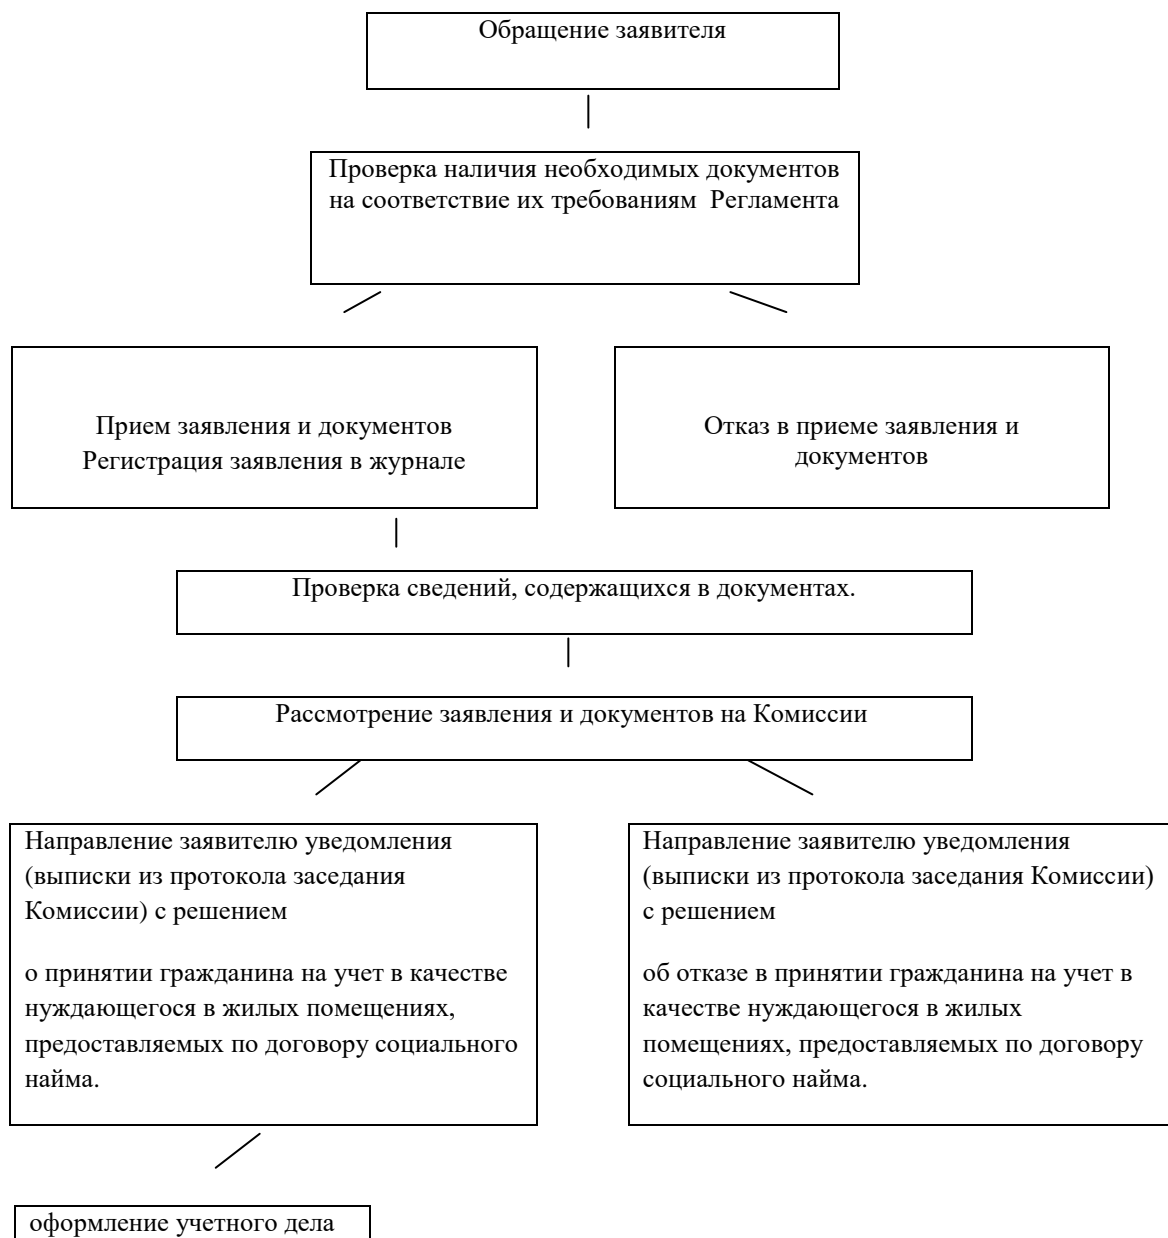 Обращение заявителя
Проверка наличия необходимых документов
на соответствие их требованиям Регламента
Прием заявления и документов
Регистрация заявления в журнале
Отказ в приеме заявления и
документов
Проверка сведений, содержащихся в документах.
Рассмотрение заявления и документов на Комиссии
Направление заявителю уведомления
(выписки из протокола заседания
Комиссии) с решением
о принятии гражданина на учет в качестве
нуждающегося в жилых помещениях,
предоставляемых по договору социального
найма.
Направление заявителю уведомления
(выписки из протокола заседания Комиссии)
с решением
об отказе в принятии гражданина на учет в
качестве нуждающегося в жилых
помещениях, предоставляемых по договору
социального найма.
оформление учетного дела